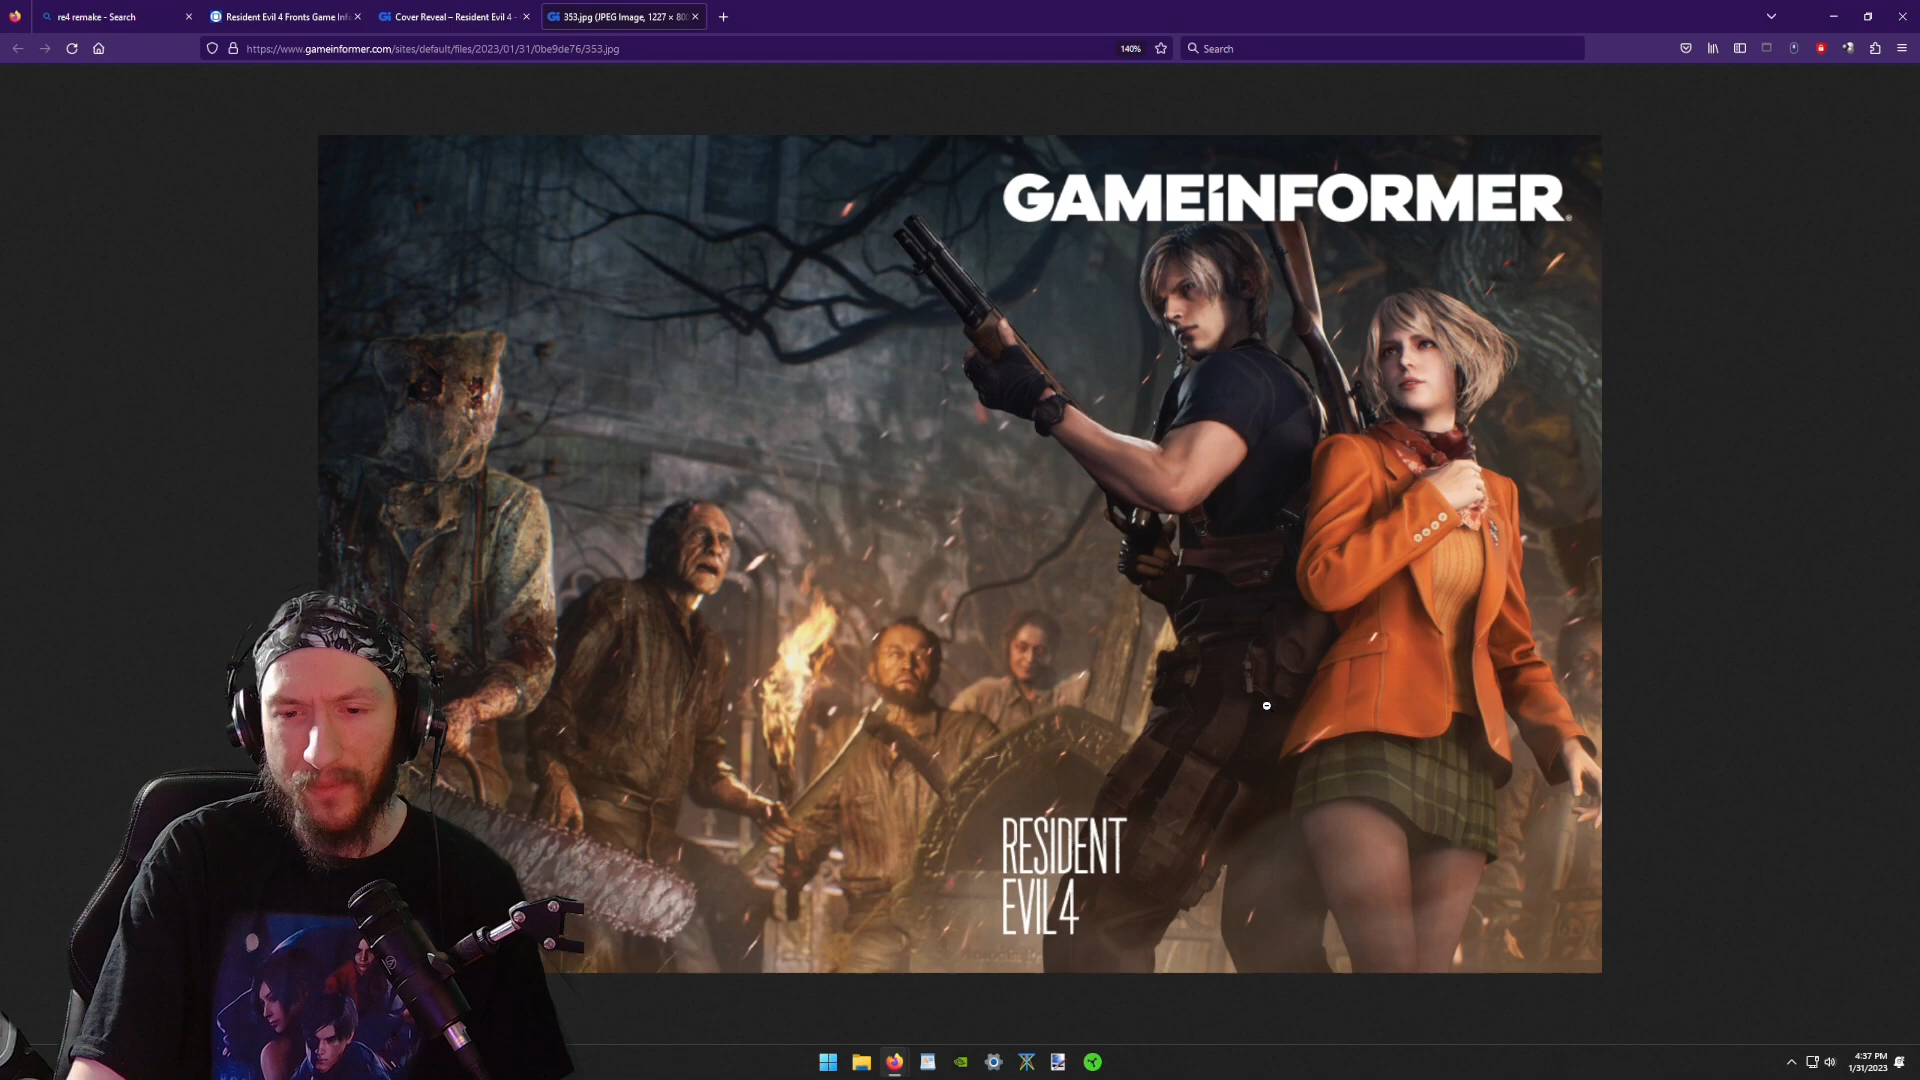 re4 remake - Search
Resident Evil 4 Fronts Game Inf
Cover Reveal – Resident Evil 4 -
353.jpg (JPEG Image, 1227 × 800
https://www.gameinformer.com/sites/default/files/2023/01/31/0be9de76/353.jpg
140%
Search
GAMEINFORMER
RESIDENT
EVIL 4
4:37 PM
1/31/2023